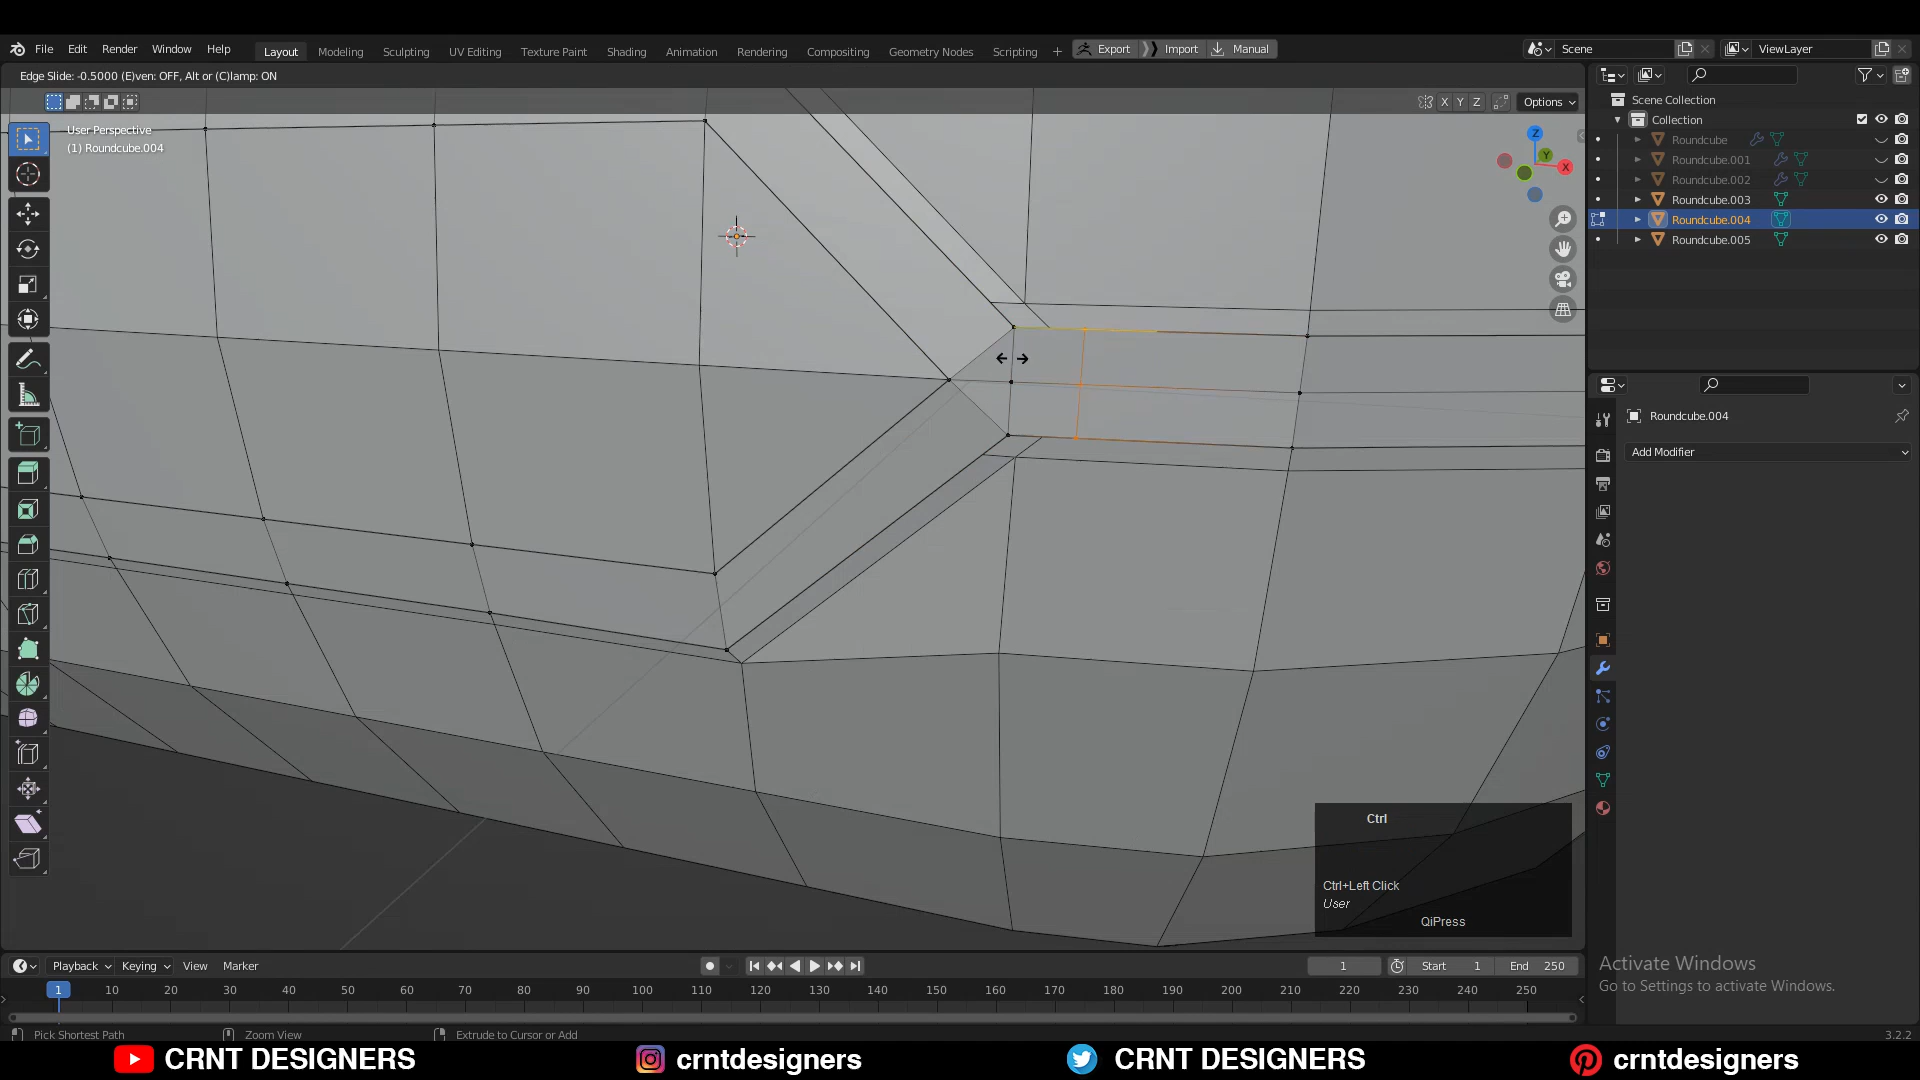 File Edit Render Window Help
Layout Modeling Sculpting UV Editing Texture Paint Shading Animation Rendering Compositing Geometry Nodes Scripting +
Export Import Manual
Scene
ViewLayer
Edge Slide: -0.5000 (E)ven: OFF, Alt or (C)lamp: ON
X Y Z
Options
User Perspective
(1) Roundcube.004
Z
Y
X
Scene Collection
Collection
Roundcube
Roundcube.001
Roundcube.002
Roundcube.003
Roundcube.004
Roundcube.005
Roundcube.004
Add Modifier
Ctrl
Ctrl+Left Click
User
QiPress
Playback Keying View Marker
1
Start 1
End 250
1 10 20 30 40 50 60 70 80 90 100 110 120 130 140 150 160 170 180 190 200 210 220 230 240 250
Activate Windows
Go to Settings to activate Windows.
Pick Shortest Path
Zoom View
Extrude to Cursor or Add
3.2.2
CRNT DESIGNERS
crntdesigners
CRNT DESIGNERS
crntdesigners